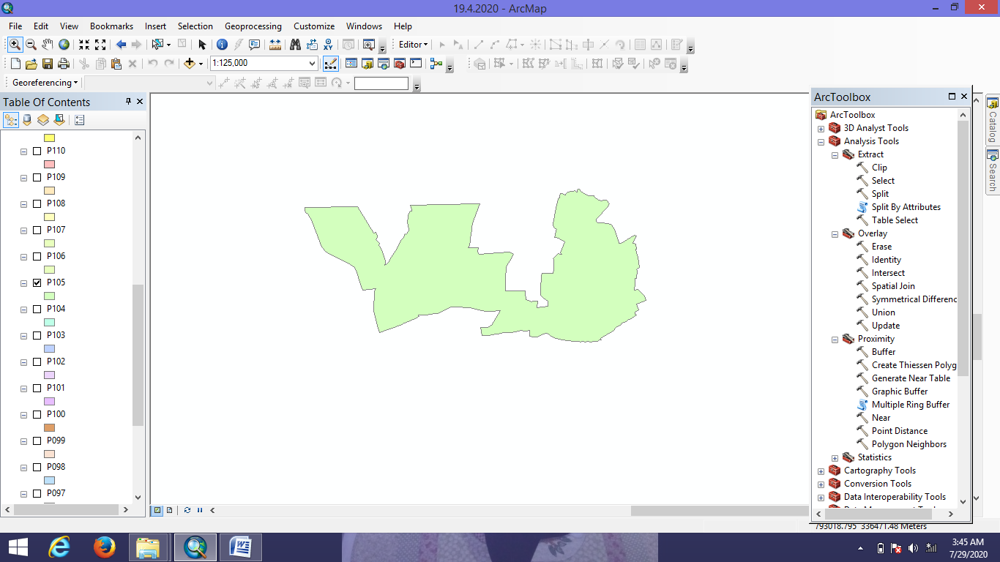 19.4.2020 - ArcMap
File Edit View Bookmarks Insert Selection Geoprocessing Customize Windows Help
Editor
1:125,000
Georeferencing
Table Of Contents
P110
P109
P108
P107
P106
P105
P104
P103
P102
P101
P100
P099
P098
P097
ArcToolbox
ArcToolbox
3D Analyst Tools
Analysis Tools
Extract
Clip
Select
Split
Split By Attributes
Table Select
Overlay
Erase
Identity
Intersect
Spatial Join
Symmetrical Differenc
Union
Update
Proximity
Buffer
Create Thiessen Polyg
Generate Near Table
Graphic Buffer
Multiple Ring Buffer
Near
Point Distance
Polygon Neighbors
Statistics
Cartography Tools
Conversion Tools
Data Interoperability Tools
Catalog
Search
793018.795 336471.48 Meters
3:45 AM
7/29/2020